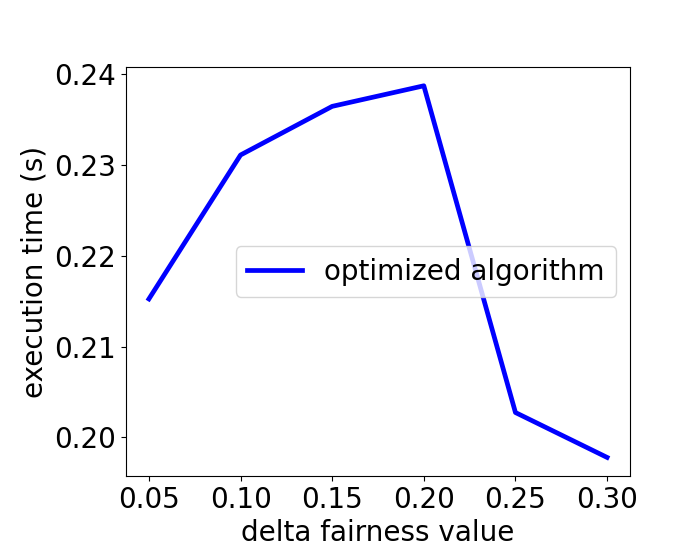 0.24
0.23
0.22
0.21
0.20
execution time (s)
optimized algorithm
0.05 0.10 0.15 0.20 0.25 0.30
delta fairness value